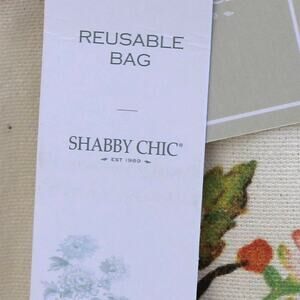 REUSABLE
BAG
SHABBY CHIC®
EST 1989